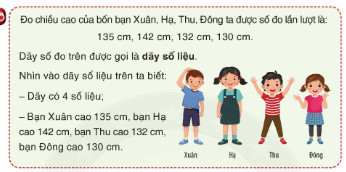 Đo chiều cao của bốn bạn Xuân, Hạ, Thu, Đông ta được số đo lần lượt là:
135 cm, 142 cm, 132 cm, 130 cm.
Dãy số đo trên được gọi là dãy số liệu.
Nhìn vào dãy số liệu trên ta biết:
– Dãy có 4 số liệu;
– Bạn Xuân cao 135 cm, bạn Hạ
cao 142 cm, bạn Thu cao 132 cm,
bạn Đông cao 130 cm.
Xuân Hạ Thu Đông